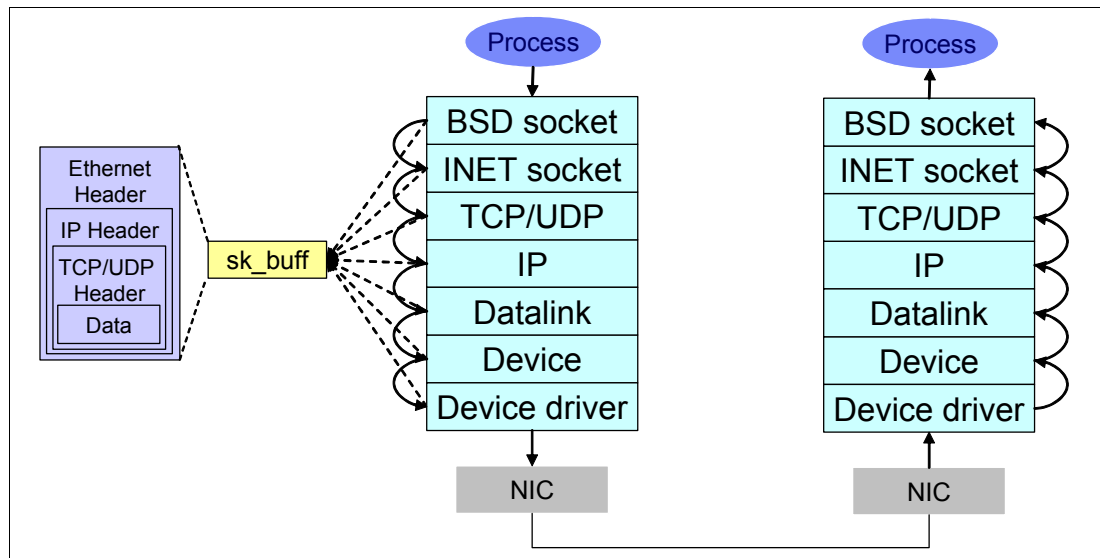 Process
BSD socket
INET socket
TCP/UDP
IP
Datalink
Device
Device driver
NIC
Ethernet
Header
IP Header
TCP/UDP
Header
Data
sk_buff
Process
BSD socket
INET socket
TCP/UDP
IP
Datalink
Device
Device driver
NIC